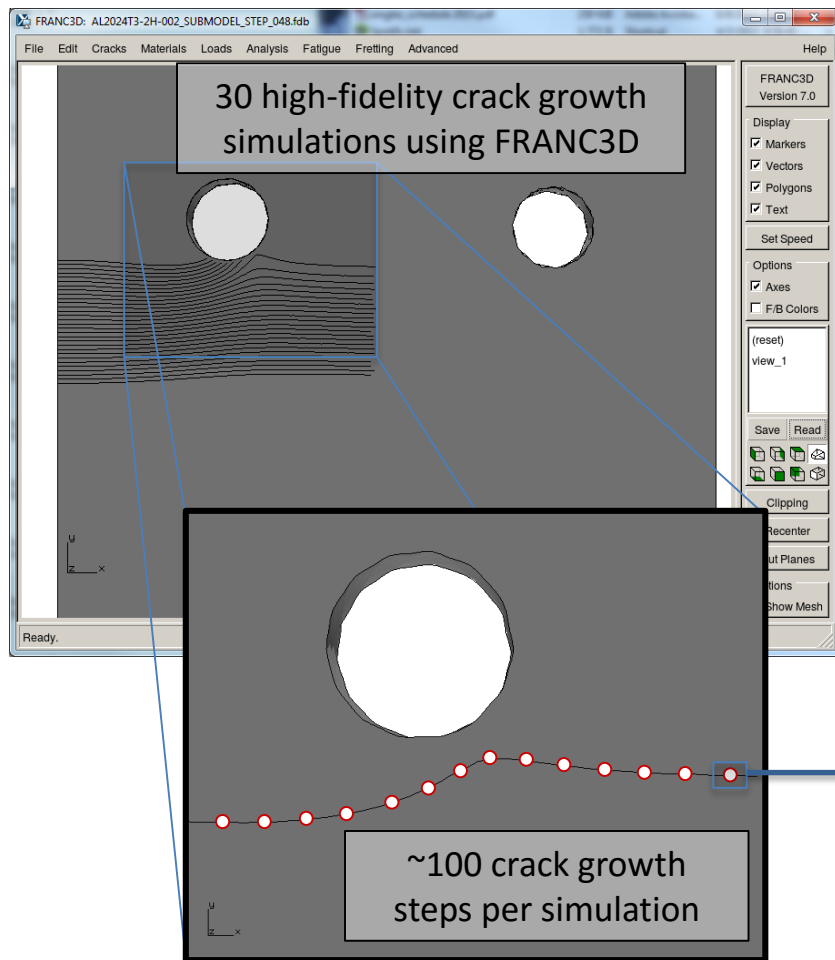 FRANC3D: AL2024T3-2H-002_SUBMODEL_STEP_048.fdb
File Edit Cracks Materials Loads Analysis Fatigue Fretting Advanced Help
30 high-fidelity crack growth
simulations using FRANC3D
FRANC3D
Version 7.0
Display
Markers
Vectors
Polygons
Text
Set Speed
Options
Axes
F/B Colors
(reset)
view_1
Save Read
Clipping
Recenter
ut Planes
tions
Show Mesh
y
z x
Ready.
~100 crack growth
steps per simulation
y
z x